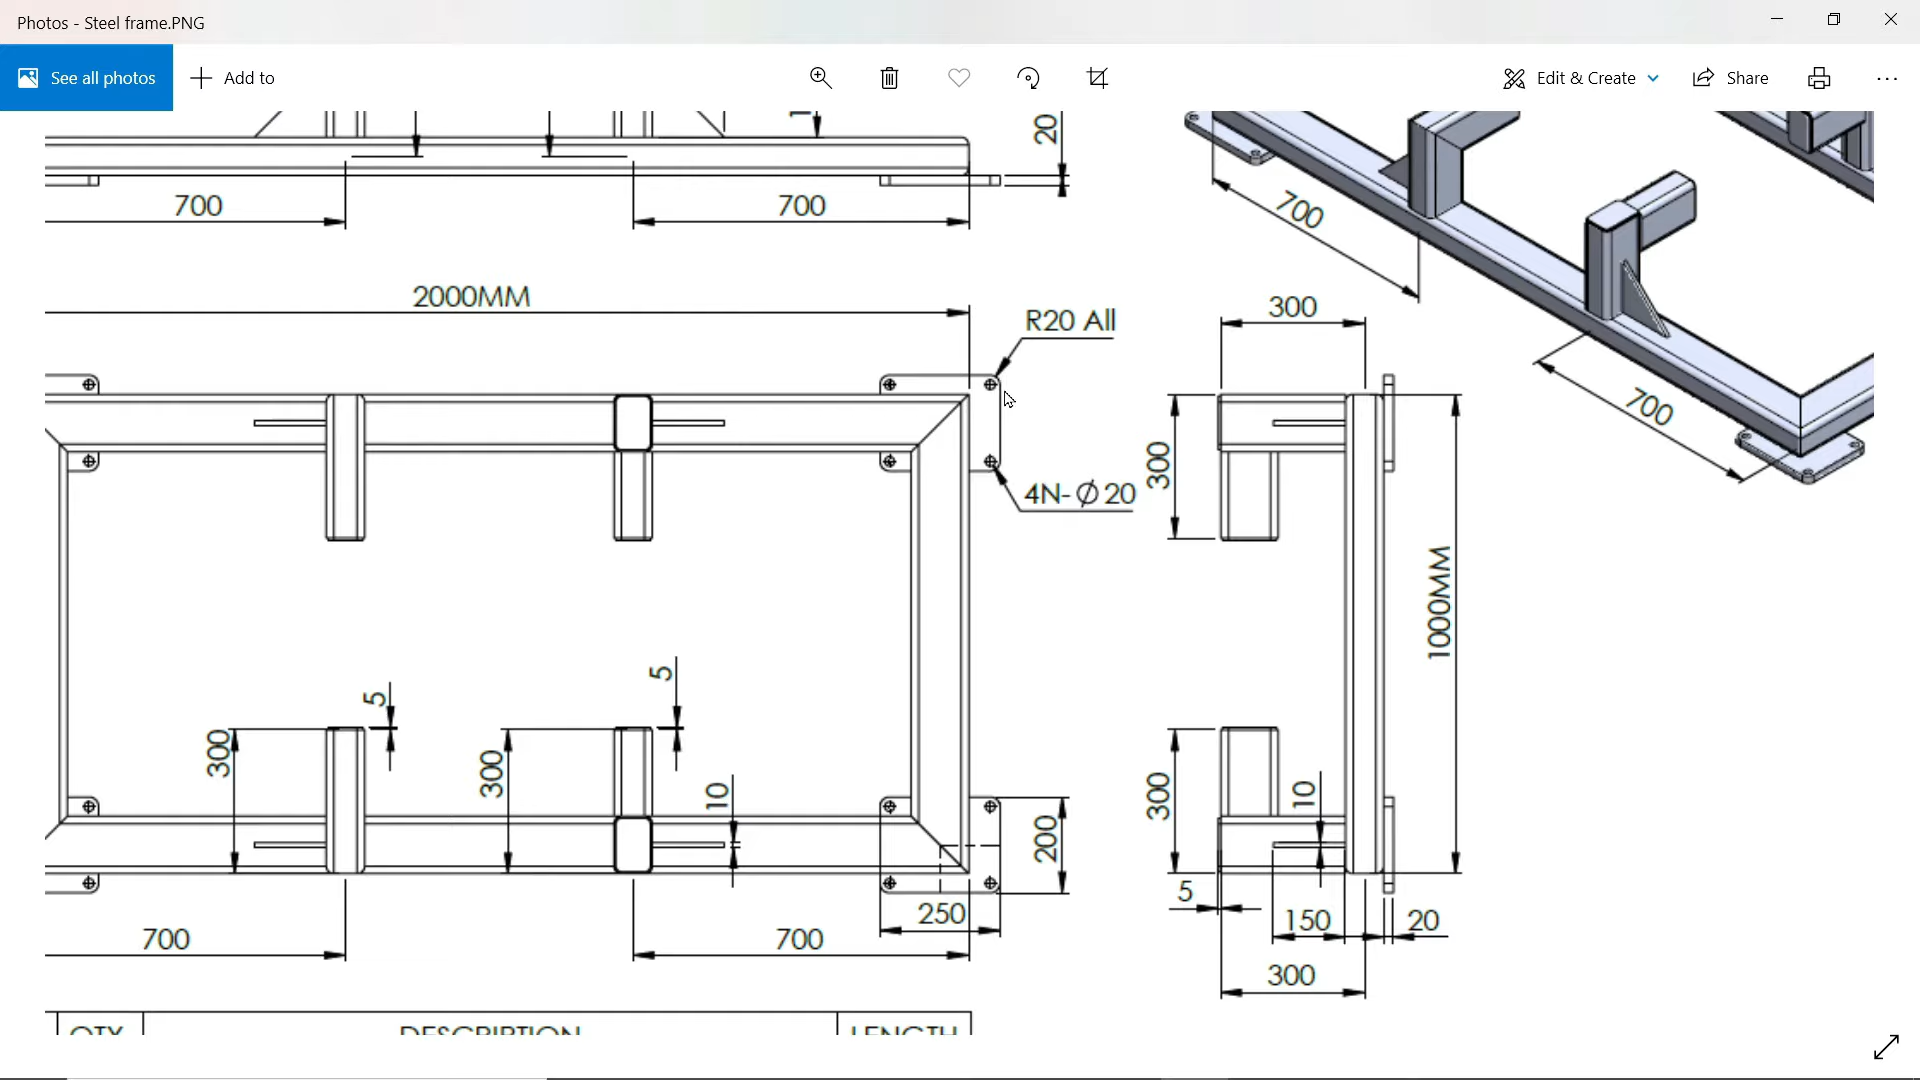 Photos - Steel frame.PNG
See all photos
Add to
Edit & Create
Share
20
700
700
700
2000MM
R20 All
300
700
300
4N-Ø20
1000MM
5
5
300
300
10
300
10
200
5
250
150
20
700
700
300
QTY
DESCRIPTION
LENGTH